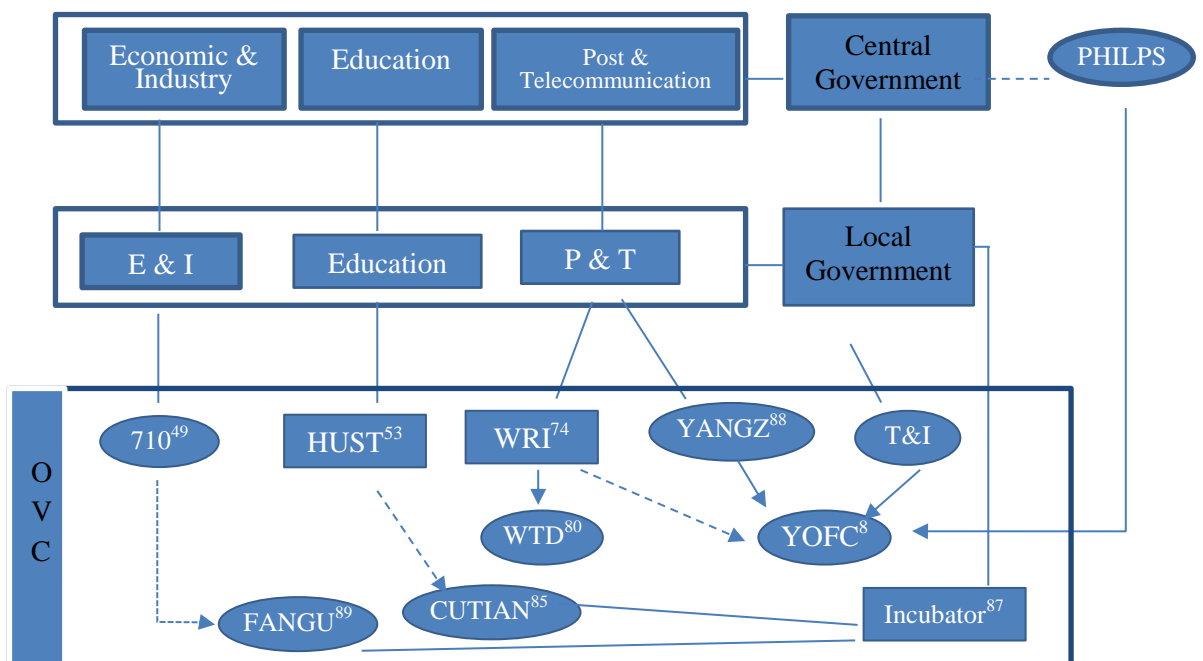 Economic &
Industry
Education
Post &
Telecommunication
Central
Government
PHILPS
E & I
Education
P & T
Local
Government
O
V
C
710⁴⁹
HUST⁵³
WRI⁷⁴
YANGZ⁸⁸
T&I
WTD⁸⁰
YOFC⁸
FANGU⁸⁹
CUTIAN⁸⁵
Incubator⁸⁷